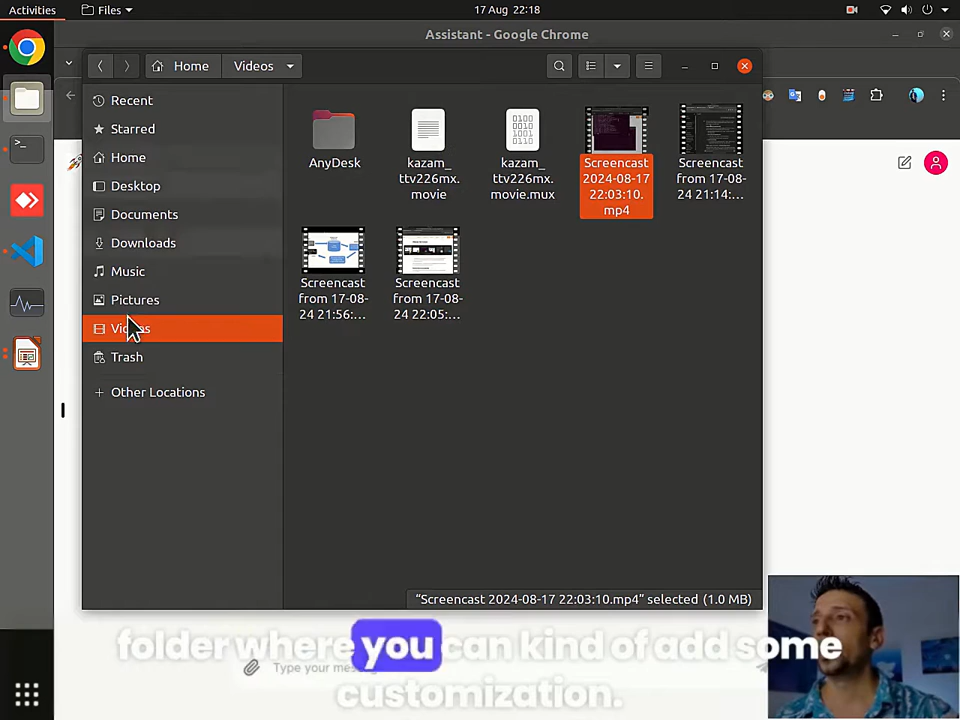 Activities
Files
17 Aug 22:18
Assistant - Google Chrome
Home
Videos
Recent
Starred
Home
Desktop
Documents
Downloads
Music
Pictures
Videos
Trash
Other Locations
AnyDesk
kazam_
ttv226mx.
movie
kazam_
ttv226mx.
movie.mux
Screencast
2024-08-17
22:03:10.
mp4
Screencast
from 17-08-
24 21:14:…
Screencast
from 17-08-
24 21:56:…
Screencast
from 17-08-
24 22:05:…
“Screencast 2024-08-17 22:03:10.mp4” selected (1.0 MB)
folder where you can kind of add some
Type your
customization.